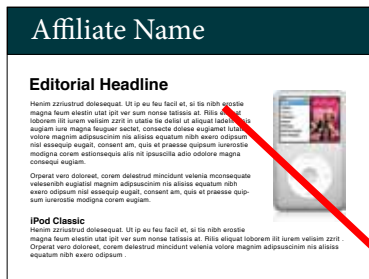 Affiliate Name
Editorial Headline
Henim zzriustrud dolesequat. Ut ip eu feu facil et, si tis nibh erostie
magna feum elestin utat ipit ver sum nonse tatissis at. Rilis eliquat
loborem ilit iurem velisim zzrit in utatie tie delisl ut aliquat
augiam iure magna feuguer sectet, consecte dolese eugiamet
volore magnim adipsuscinim nis alisiss equatum nibh exero odipsum
nisl essequip eugait, consent am, quis et praesse quipsum iurerostie
modigna corem estionsequis alis nit ipsuscilla adio odolore magna
consequi eugiam.
Operat vero doloreet, corem delestrud mincidunt velenia mconsequate
velesenibh eugiatisl magnim adipsuscinim nis alisiss equatum nibh
exero odipsum nisl essequip eugait, consent am, quis et praesse quip-
sum iurerostie modigna corem eugiam.
iPod Classic
Henim zzriustrud dolesequat. Ut ip eu feu facil et, si tis nibh erostie
magna feum elestin utat ipit ver sum nonse tatissis at. Rilis eliquat loborem ilit iurem velisim zzrit .
Operat vero doloreet, corem delestrud mincidunt velenia volore magnim adipsuscinim nis alisiss
equatum nibh exero odipsum .